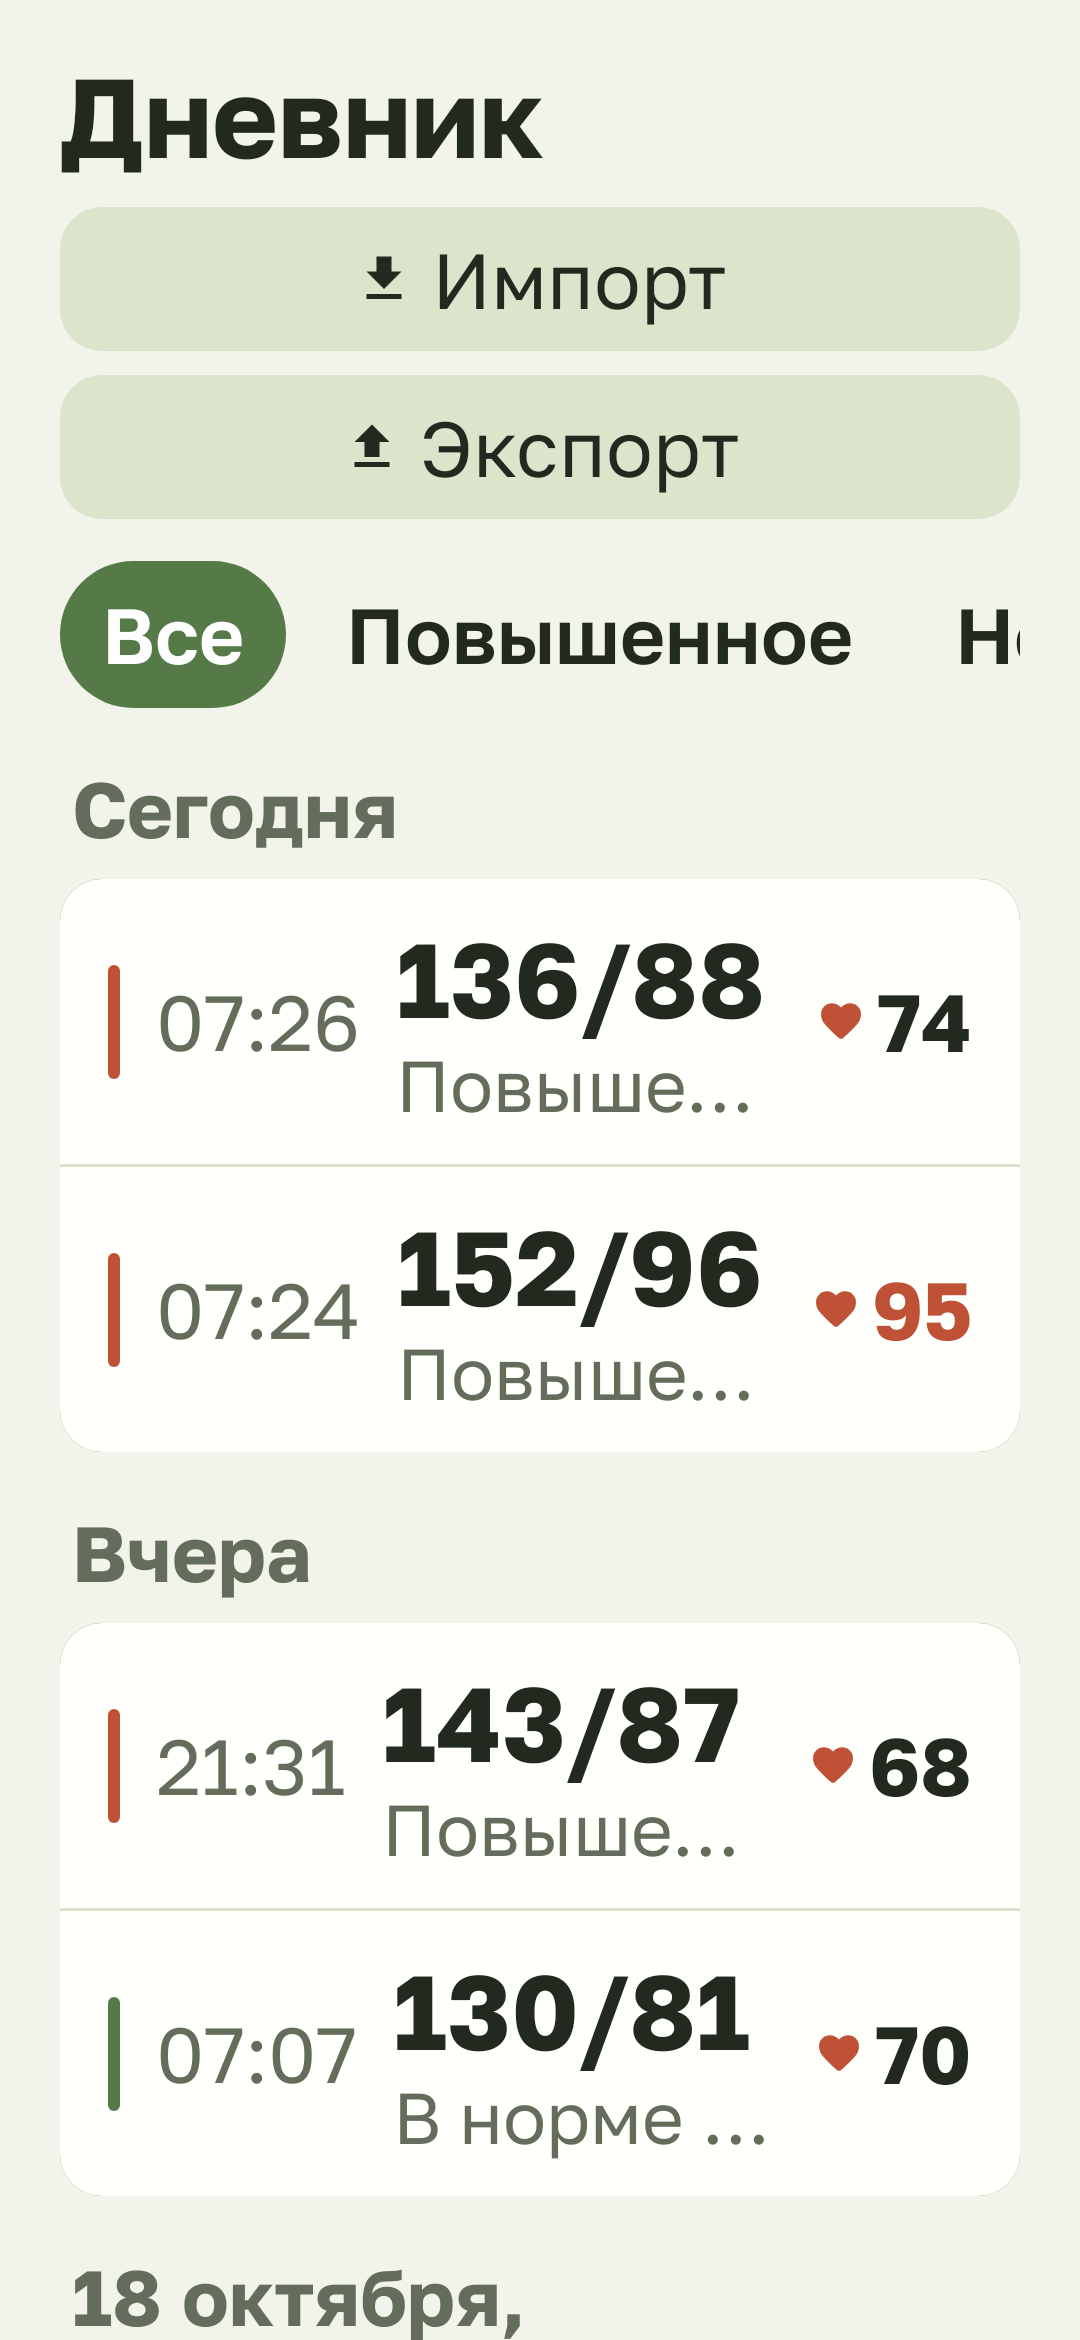 Дневник
Импорт
Экспорт
Все Повышенное
Сегодня
07:26 136/88 74
Повыше...
07:24 152/96 95
Повыше...
Вчера
21:31 143/87 68
Повыше...
07:07 130/81 70
В норме ...
18 октября,